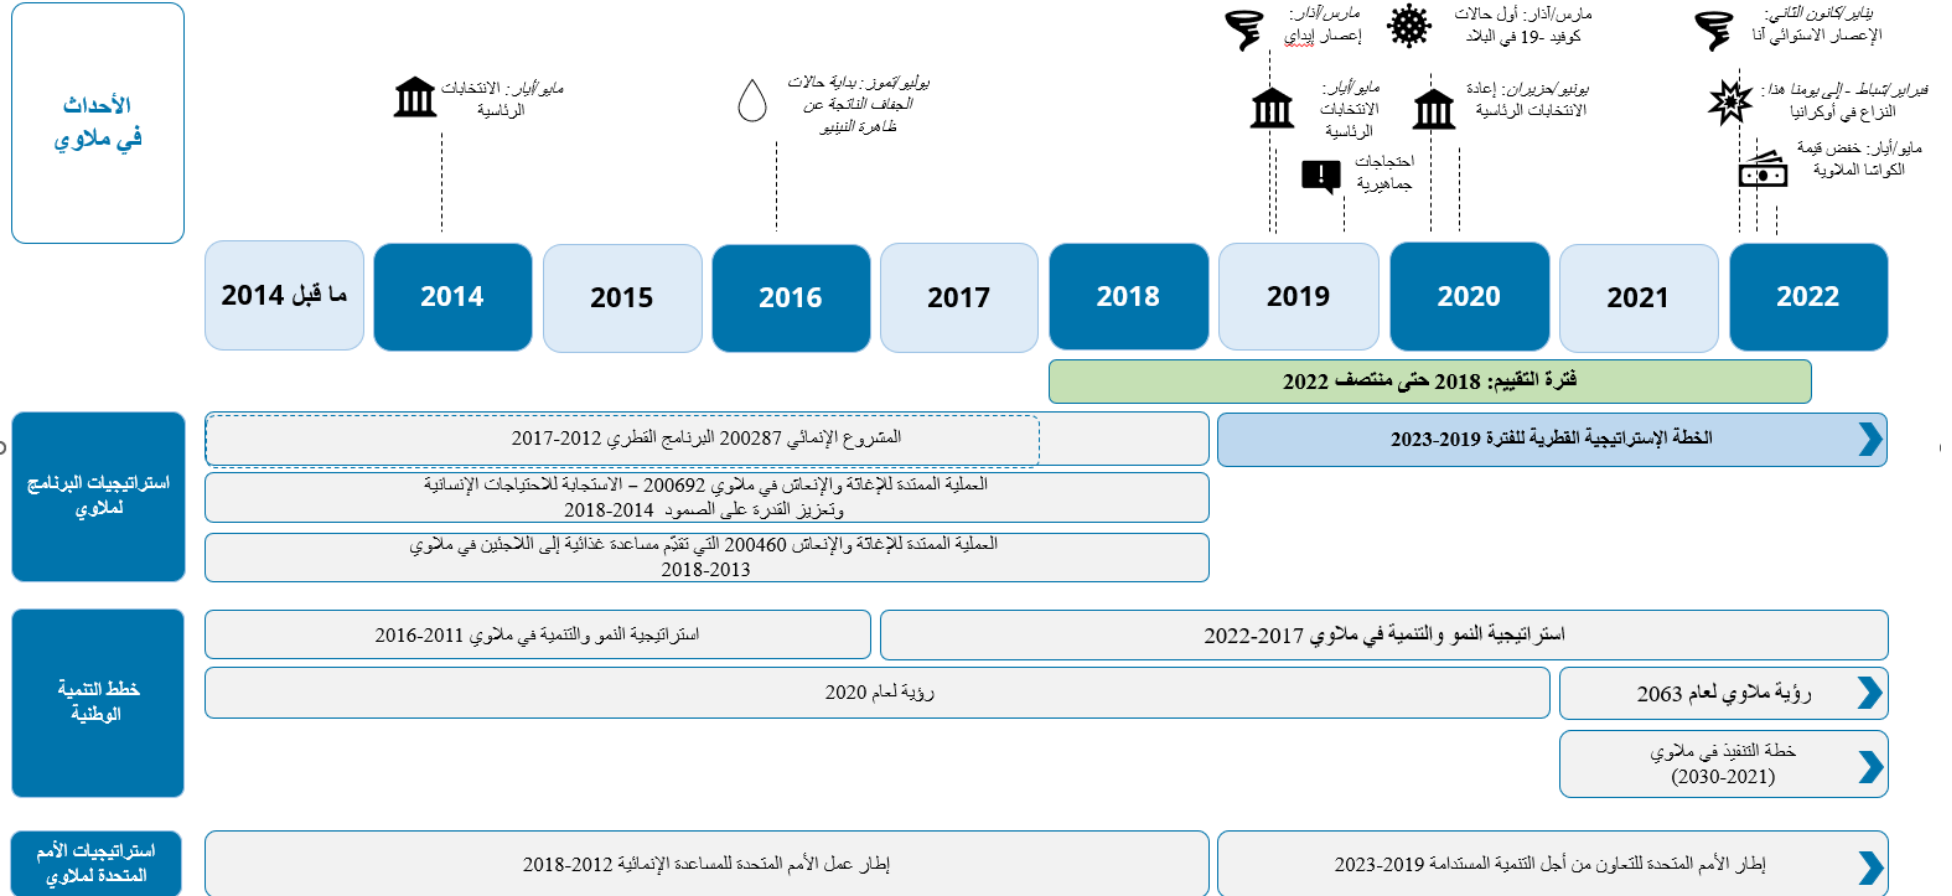 الأحداث
في ملاوي
مايو/أيار: الانتخابات
الرئاسية
يوليو/تموز: بداية حالات
الجفاف الناتجة عن
ظاهرة النينيو
مارس/آذار:
إعصار إيداي
مايو/أيار:
الانتخابات
الرئاسية
احتجاجات
جماهيرية
مارس/آذار: أول حالات
كوفيد -19 في البلاد
يونيو/حزيران: إعادة
الانتخابات الرئاسية
يناير/كانون الثاني:
الإعصار الاستوائي آنا
فبراير/شباط - إلى يومنا هذا:
النزاع في أوكرانيا
مايو/أيار: خفض قيمة
الكواشا الملاوية
ما قبل 2014
2014
2015
2016
2017
2018
2019
2020
2021
2022
فترة التقييم: 2018 حتى منتصف 2022
استراتيجيات البرنامج
لملاوي
المشروع الإنمائي 200287 البرنامج القطري 2012-2017
الخطة الإستراتيجية القطرية للفترة 2019-2023
العملية الممتدة للإغاثة والإنعاش في ملاوي 200692 – الاستجابة للاحتياجات الإنسانية
وتعزيز القدرة على الصمود 2014-2018
العملية الممتدة للإغاثة والإنعاش 200460 التي تقدّم مساعدة غذائية إلى اللاجئين في ملاوي
2013-2018
خطط التنمية
الوطنية
استراتيجية النمو والتنمية في ملاوي 2011-2016
استراتيجية النمو والتنمية في ملاوي 2017-2022
رؤية لعام 2020
رؤية ملاوي لعام 2063
خطة التنفيذ في ملاوي
(2021-2030)
استراتيجيات الأمم
المتحدة لملاوي
إطار عمل الأمم المتحدة للمساعدة الإنمائية 2012-2018
إطار الأمم المتحدة للتعاون من أجل التنمية المستدامة 2019-2023